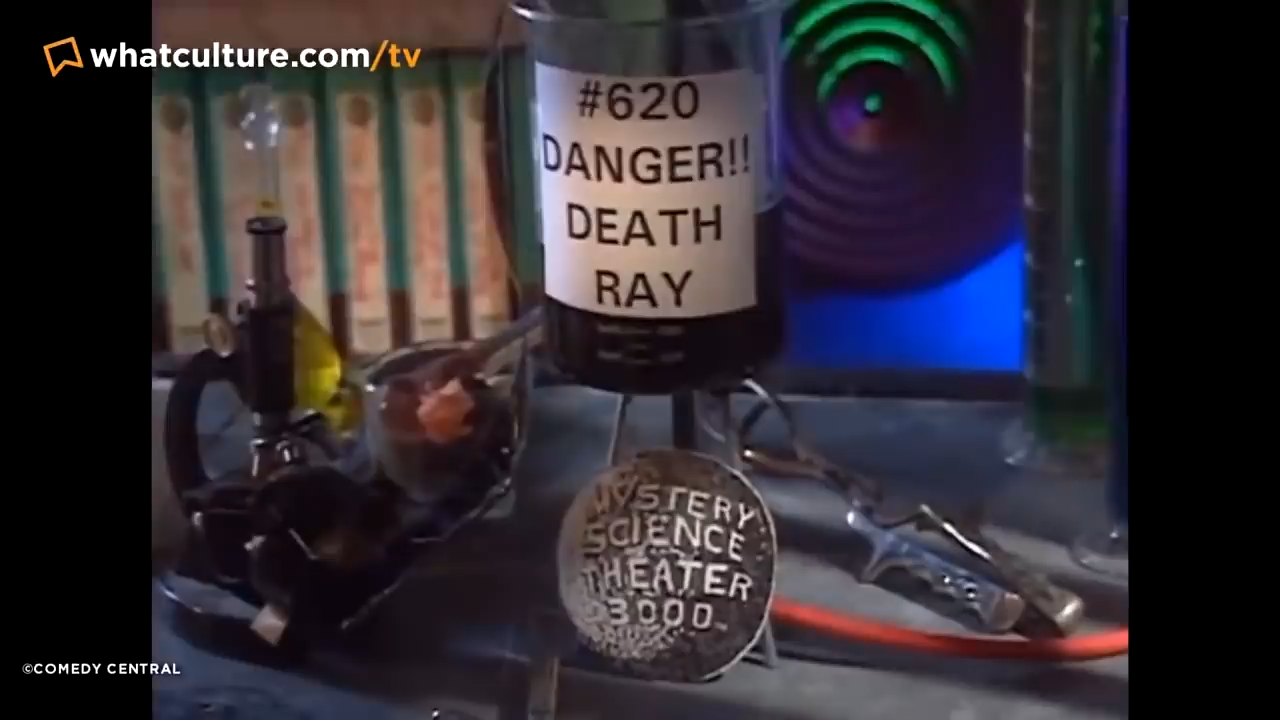 whatculture.com/tv
#620
DANGER!!
DEATH
RAY
MYSTERY
SCIENCE
THEATER
3000
©COMEDY CENTRAL